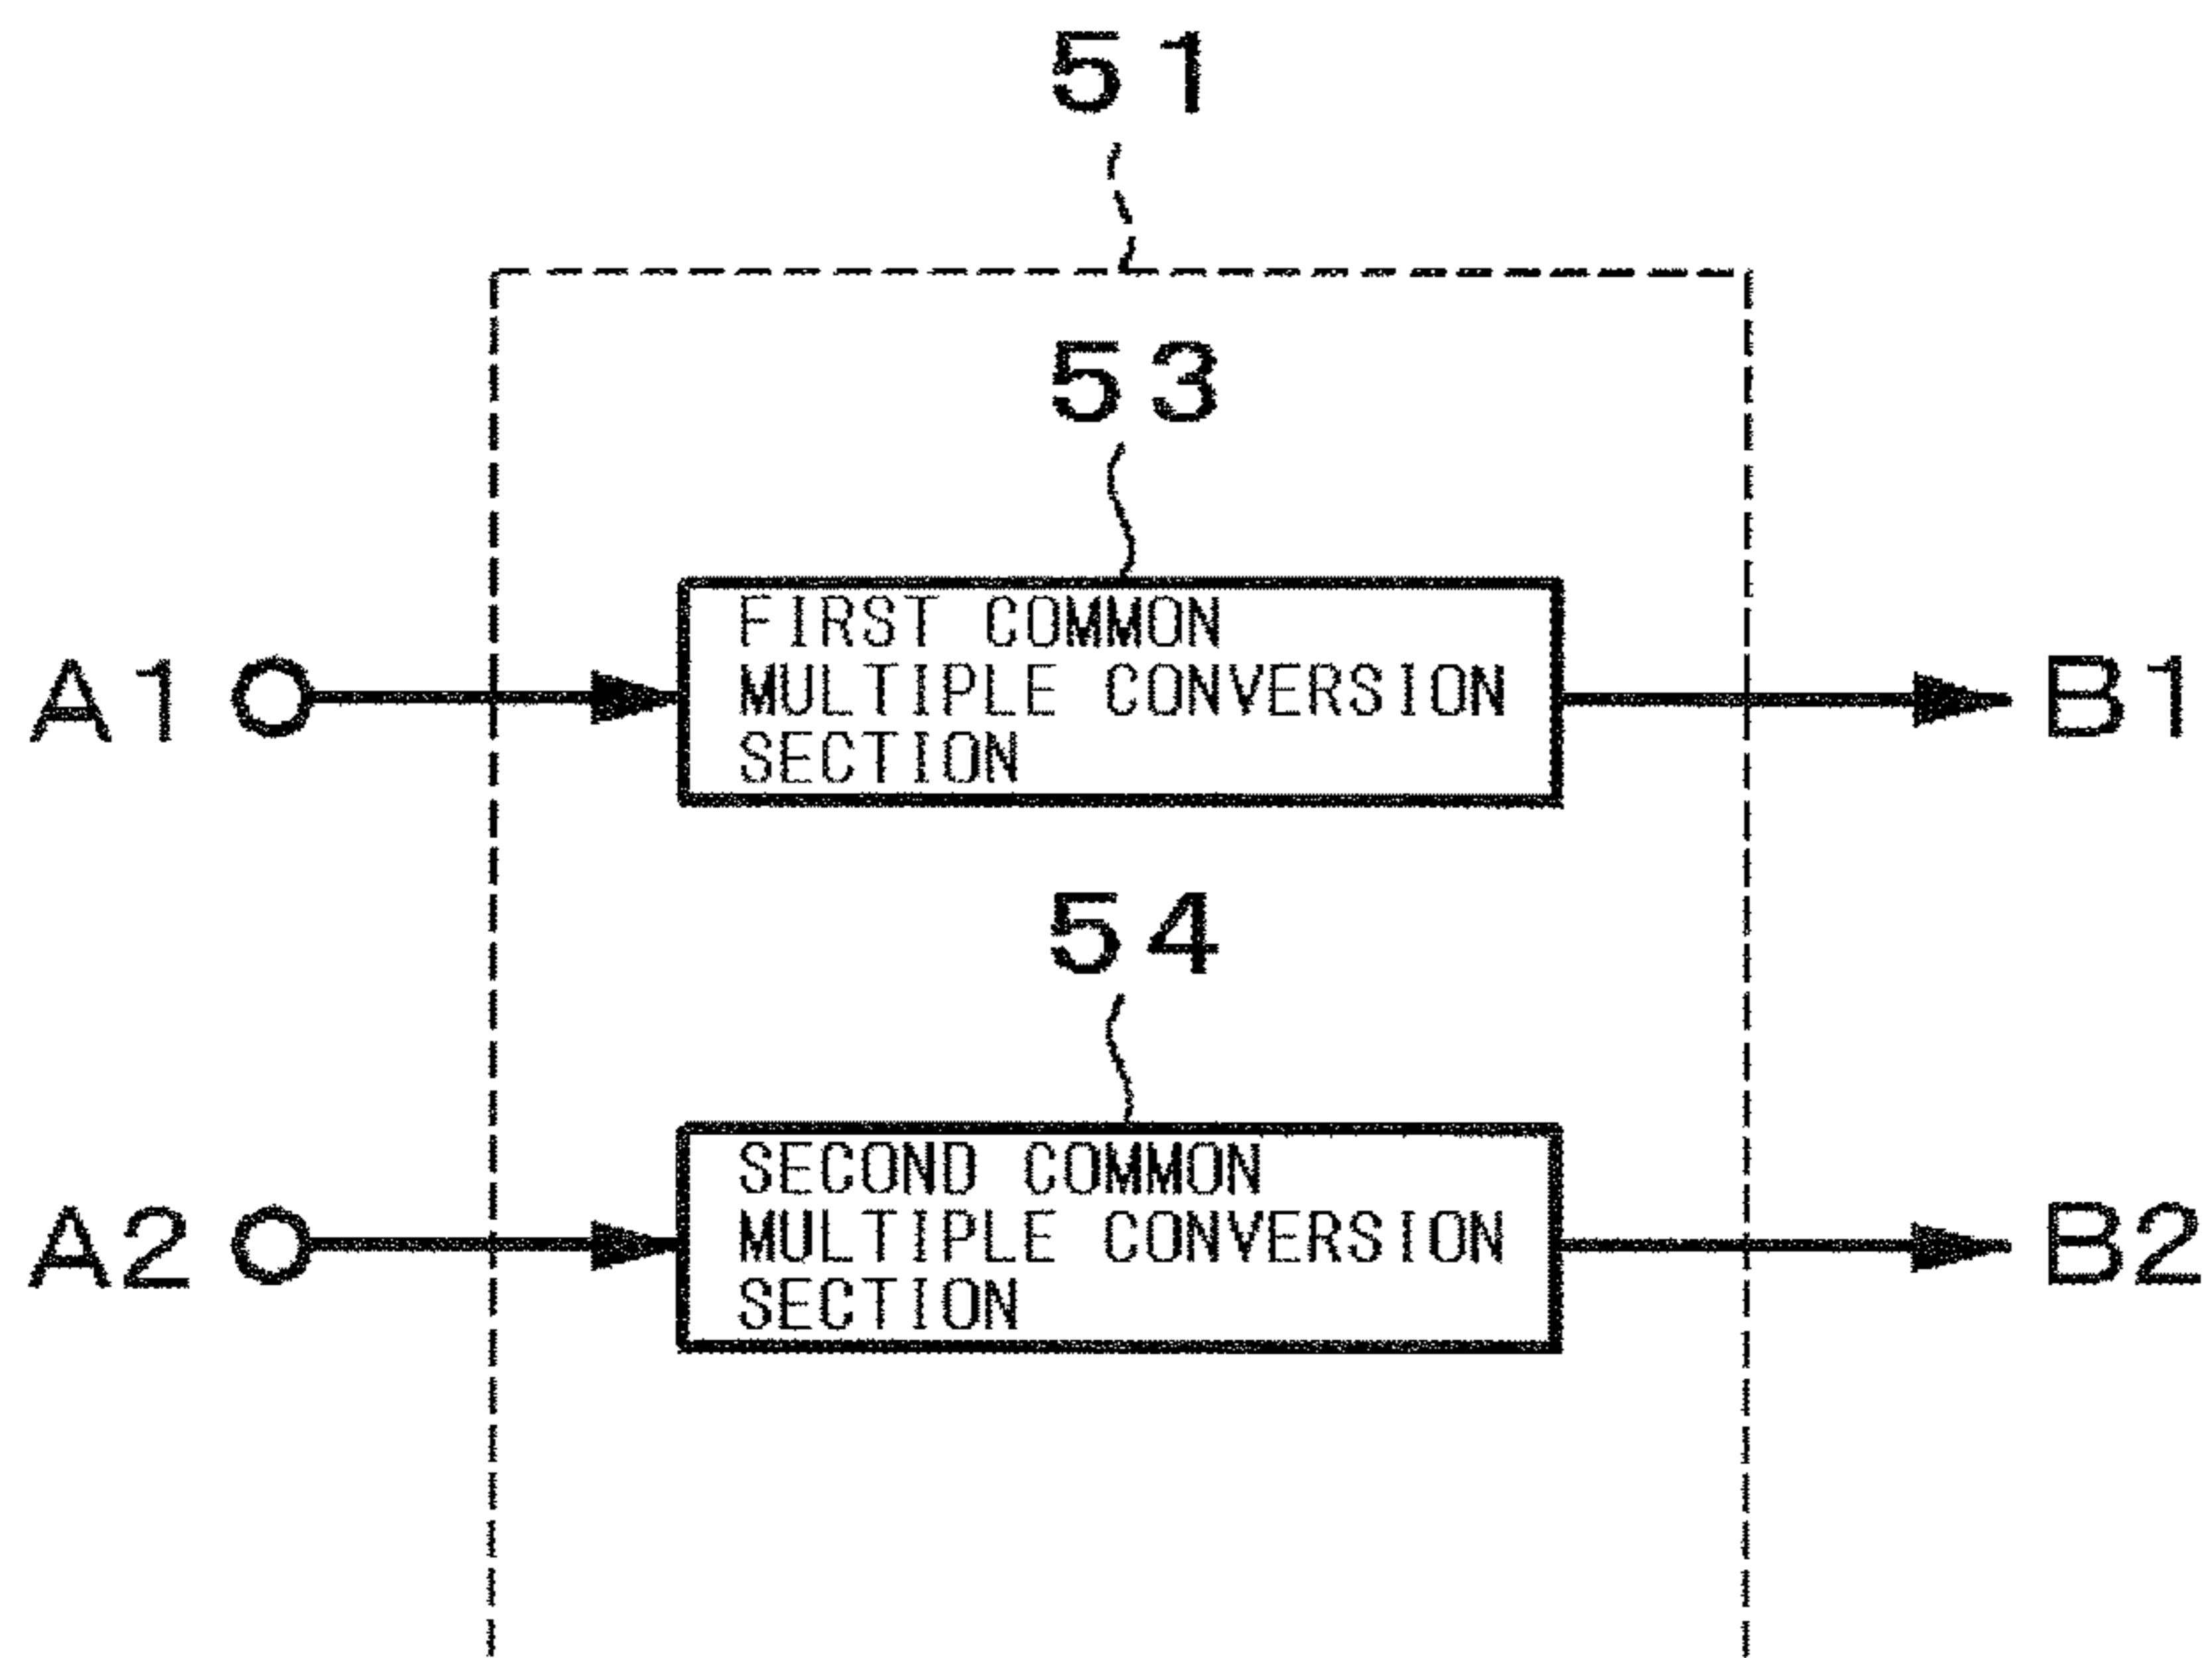 51
53
FIRST COMMON
MULTIPLE CONVERSION
SECTION
A1
B1
54
SECOND COMMON
MULTIPLE CONVERSION
SECTION
A2
B2